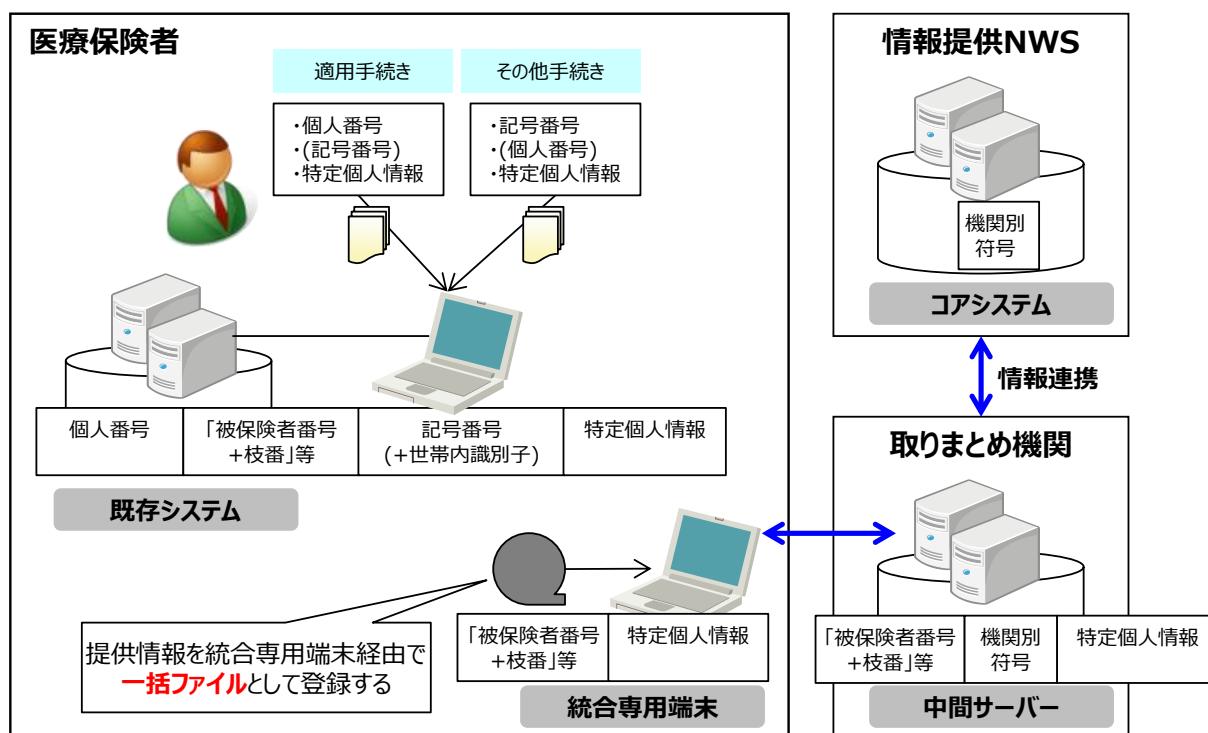 医療保険者
適用手続き
・個人番号
・(記号番号)
・特定個人情報
その他手続き
・記号番号
・(個人番号)
・特定個人情報
個人番号
「被保険者番号
+枝番」等
記号番号
(+世帯内識別子)
特定個人情報
既存システム
提供情報を統合専用端末経由で
一括ファイルとして登録する
「被保険者番号
+枝番」等
特定個人情報
統合専用端末
情報提供NWS
機関別
符号
コアシステム
情報連携
取りまとめ機関
「被保険者番号
+枝番」等
機関別
符号
特定個人情報
中間サーバー